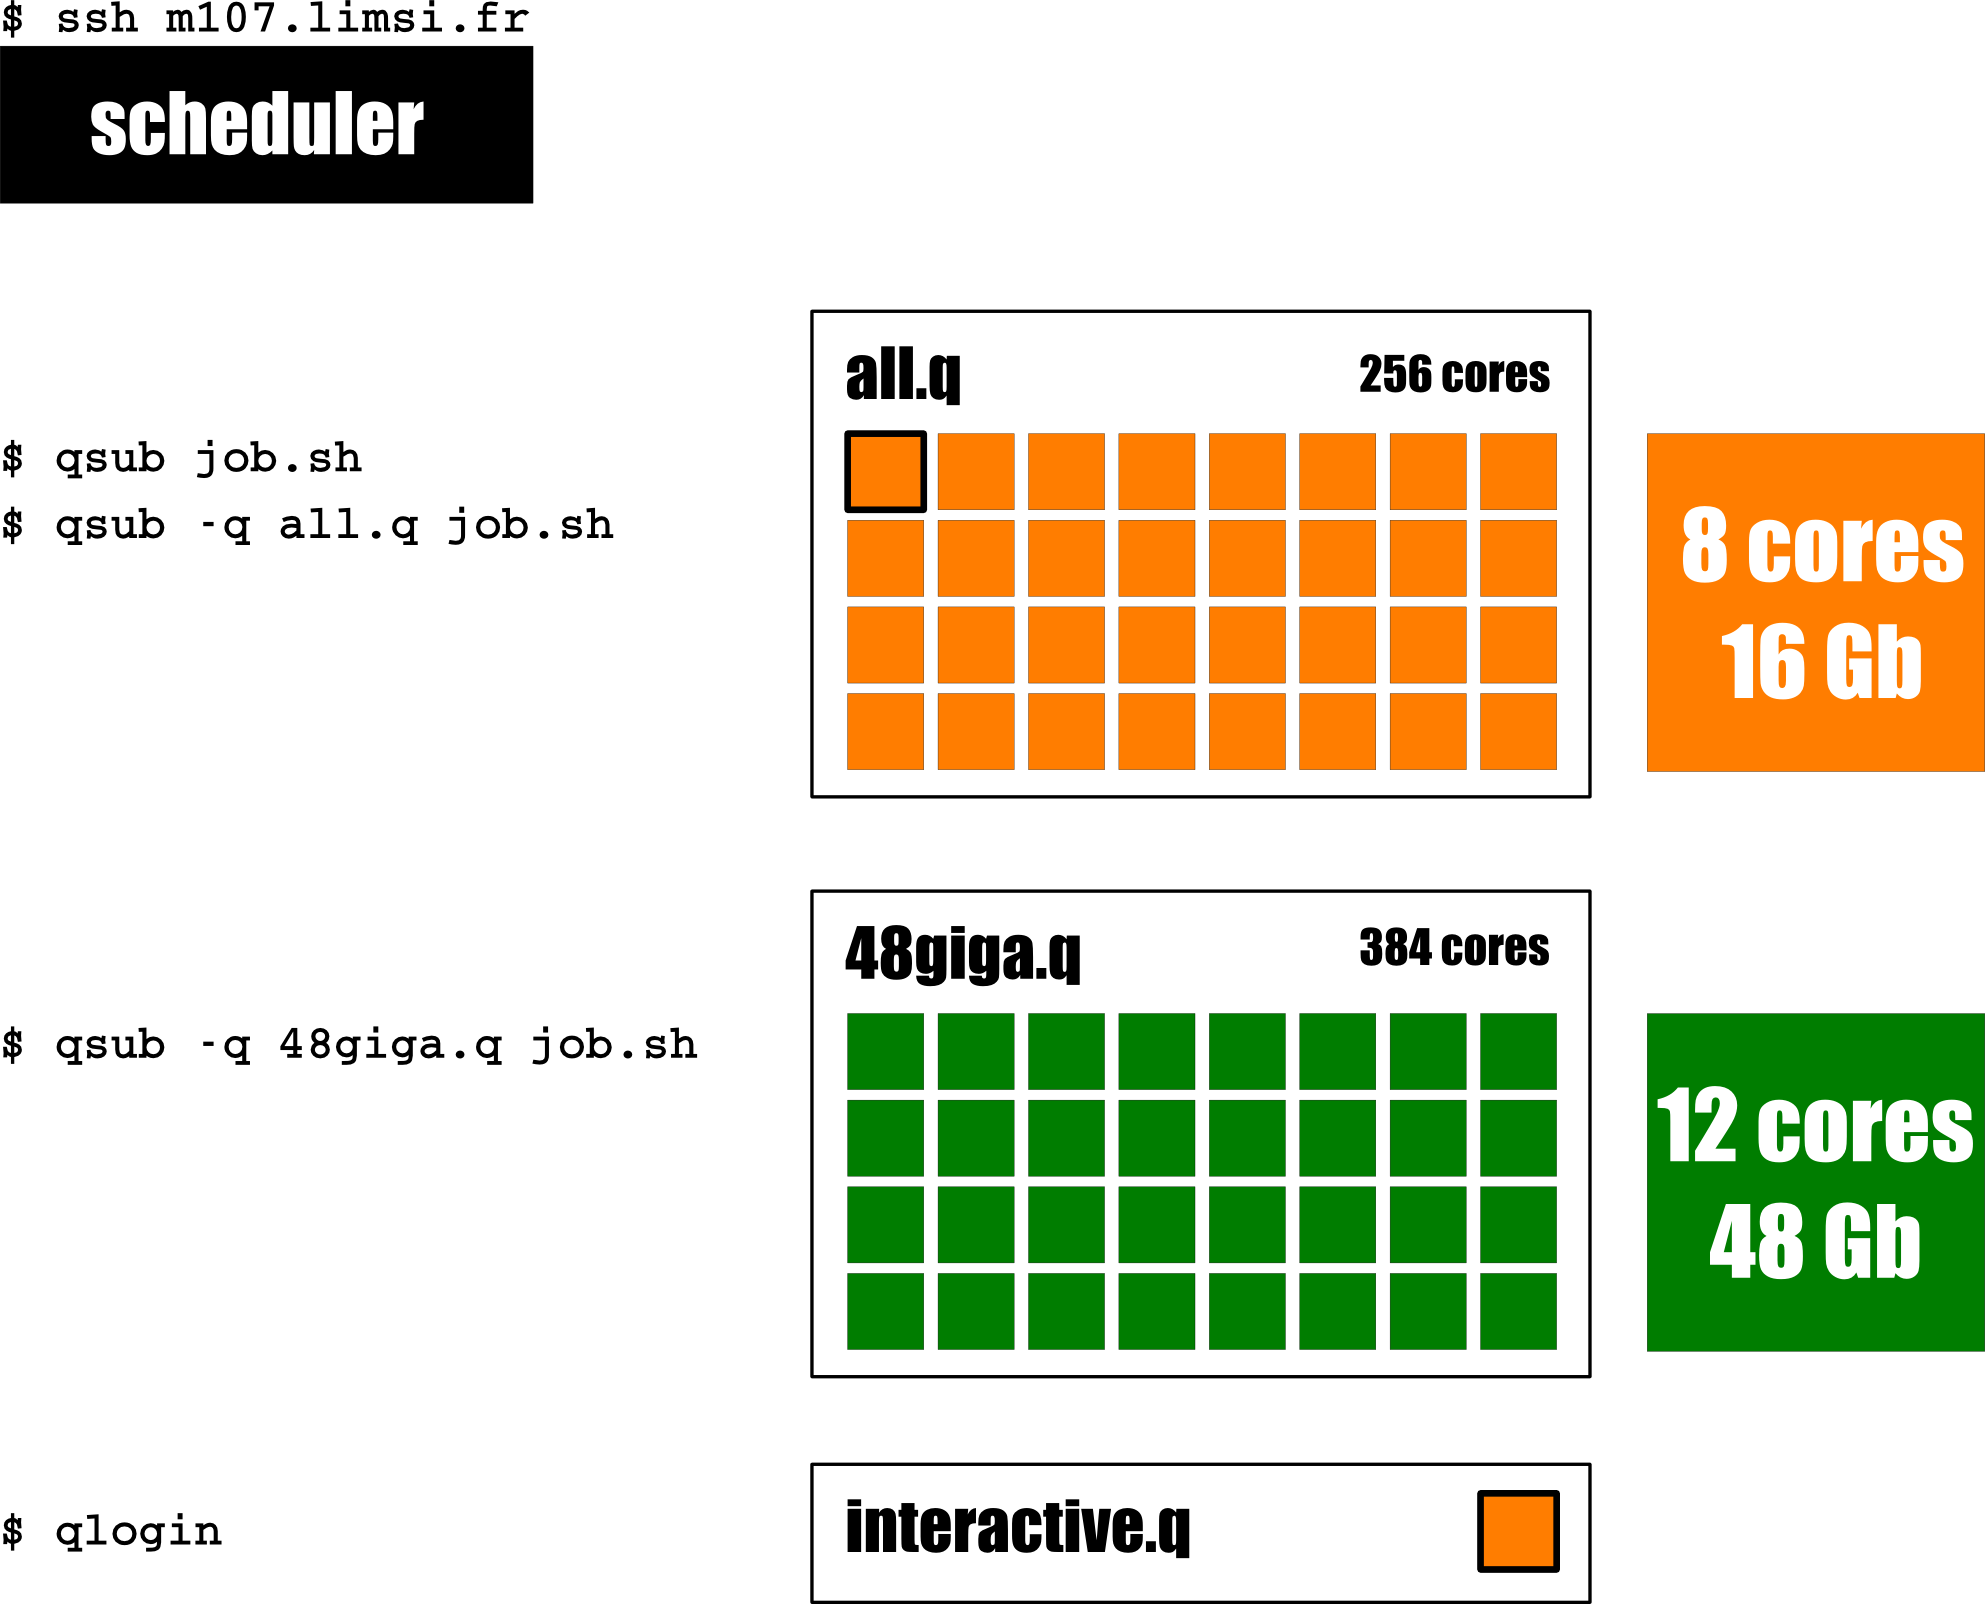 $ ssh m107.limsi.fr
scheduler
all.q 256 cores
$ qsub job.sh
$ qsub -q all.q job.sh
8 cores
16 Gb
48giga.q 384 cores
$ qsub -q 48giga.q job.sh
12 cores
48 Gb
interactive.q
$ qlogin